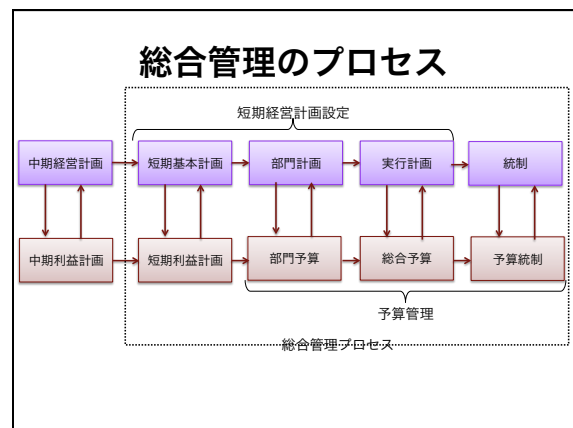 総合管理のプロセス
短期経営計画設定
中期経営計画
短期基本計画
部門計画
実行計画
統制
中期利益計画
短期利益計画
部門予算
総合予算
予算統制
予算管理
総合管理プロセス